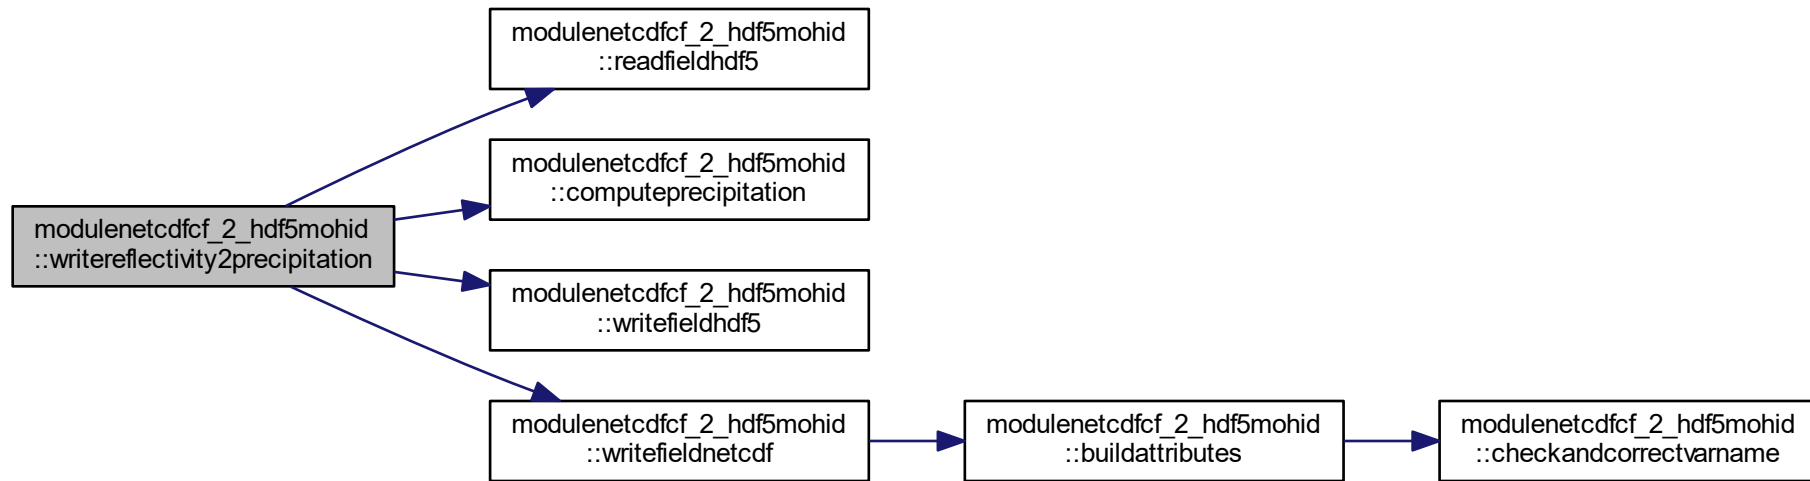 modulenetcdfcf_2_hdf5mohid
::readfieldhdf5
modulenetcdfcf_2_hdf5mohid
::computeprecipitation
modulenetcdfcf_2_hdf5mohid
::writereflectivity2precipitation
modulenetcdfcf_2_hdf5mohid
::writefieldhdf5
modulenetcdfcf_2_hdf5mohid
::writefieldnetcdf
modulenetcdfcf_2_hdf5mohid
::buildattributes
modulenetcdfcf_2_hdf5mohid
::checkandcorrectvarname